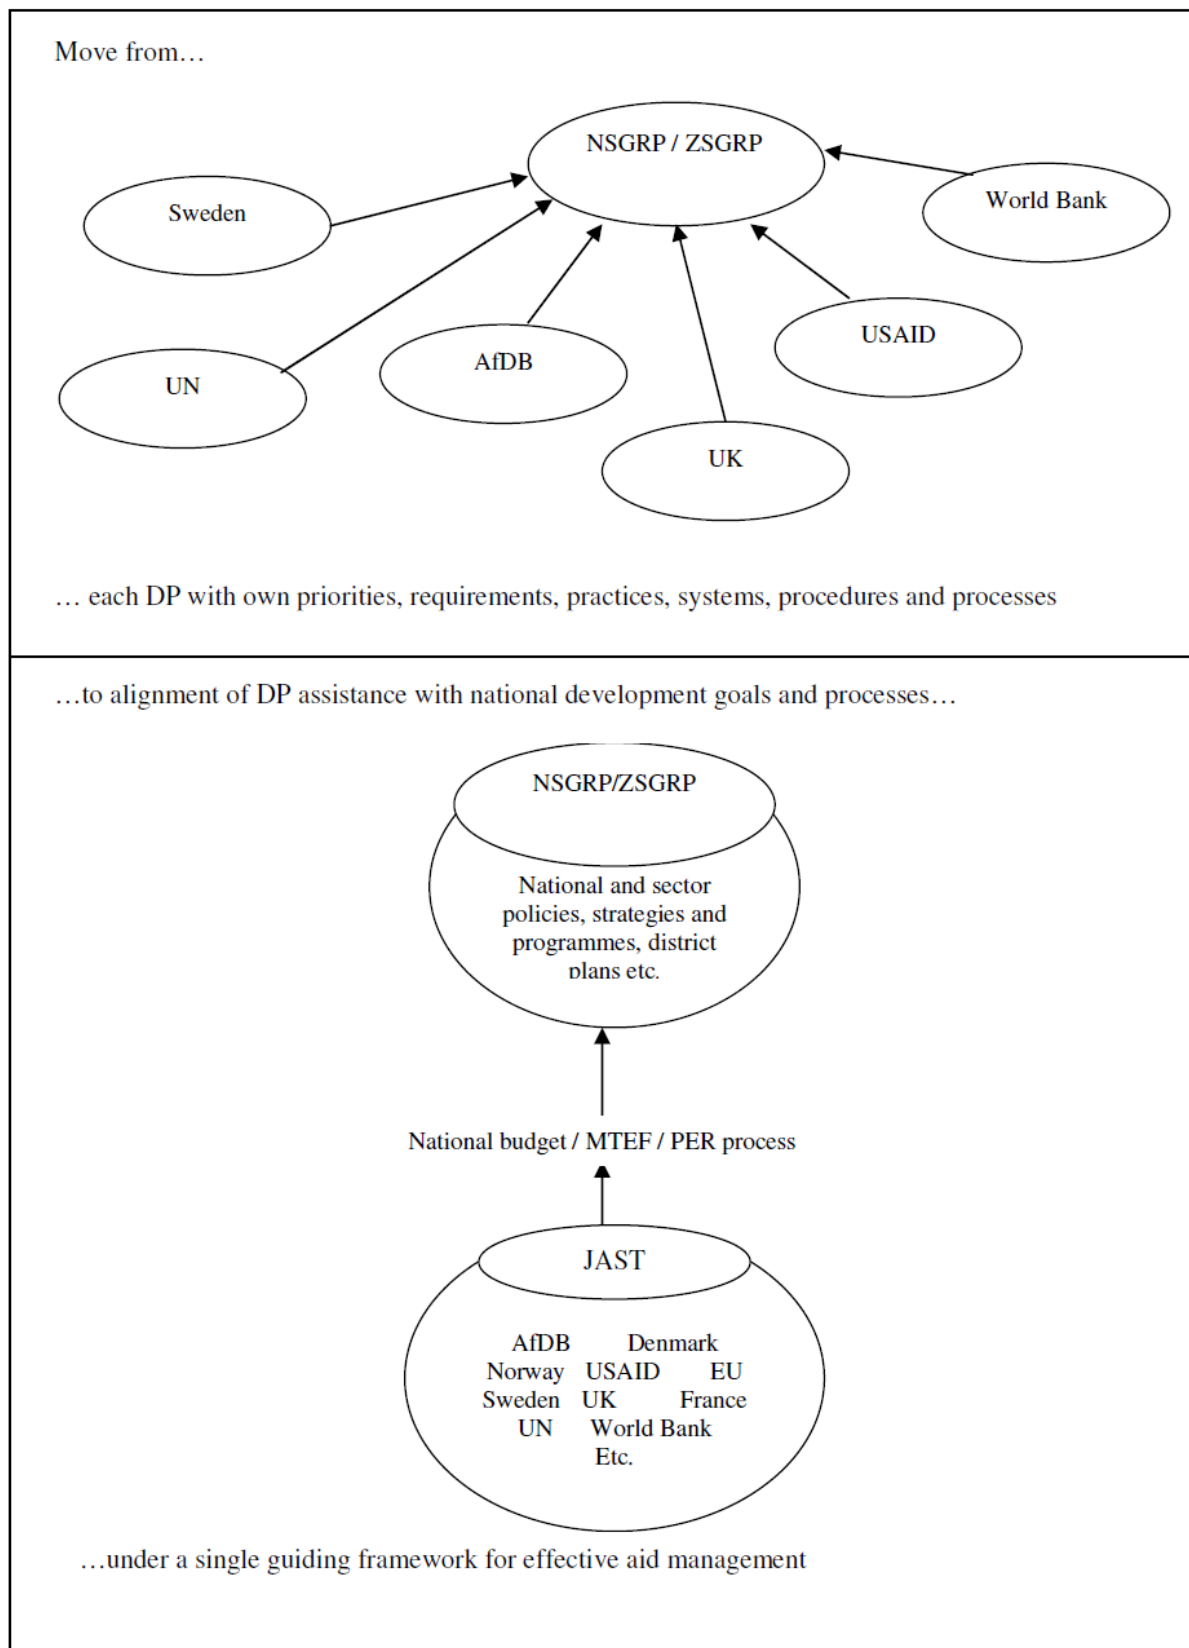 Move from…
NSGRP / ZSGRP
Sweden
World Bank
UN
AfDB
USAID
UK
… each DP with own priorities, requirements, practices, systems, procedures and processes
…to alignment of DP assistance with national development goals and processes…
NSGRP/ZSGRP
National and sector
policies, strategies and
programmes, district
plans etc.
National budget / MTEF / PER process
JAST
AfDB Denmark
Norway USAID EU
Sweden UK France
UN World Bank
Etc.
…under a single guiding framework for effective aid management